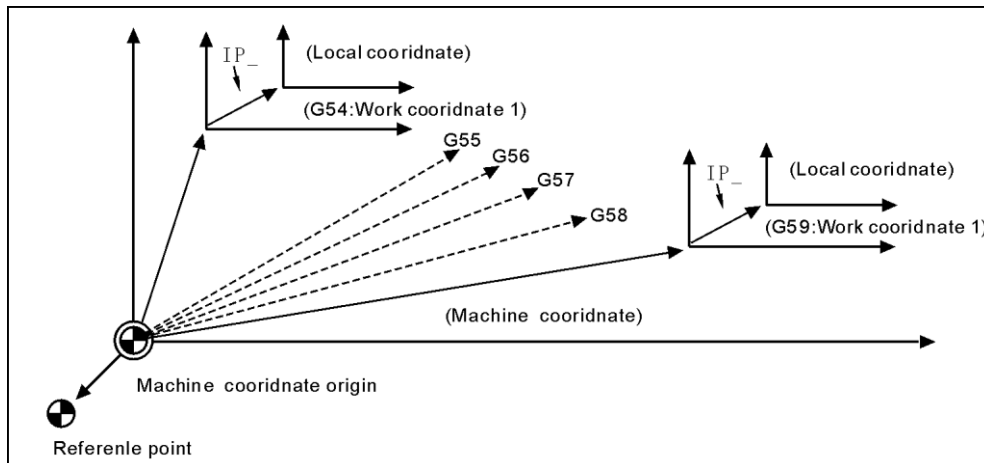 IP_
(Local cooridnate)
(G54:Work cooridnate 1)
G55
G56
G57
G58
IP_
(Local cooridnate)
(G59:Work cooridnate 1)
(Machine cooridnate)
Machine cooridnate origin
Referenle point